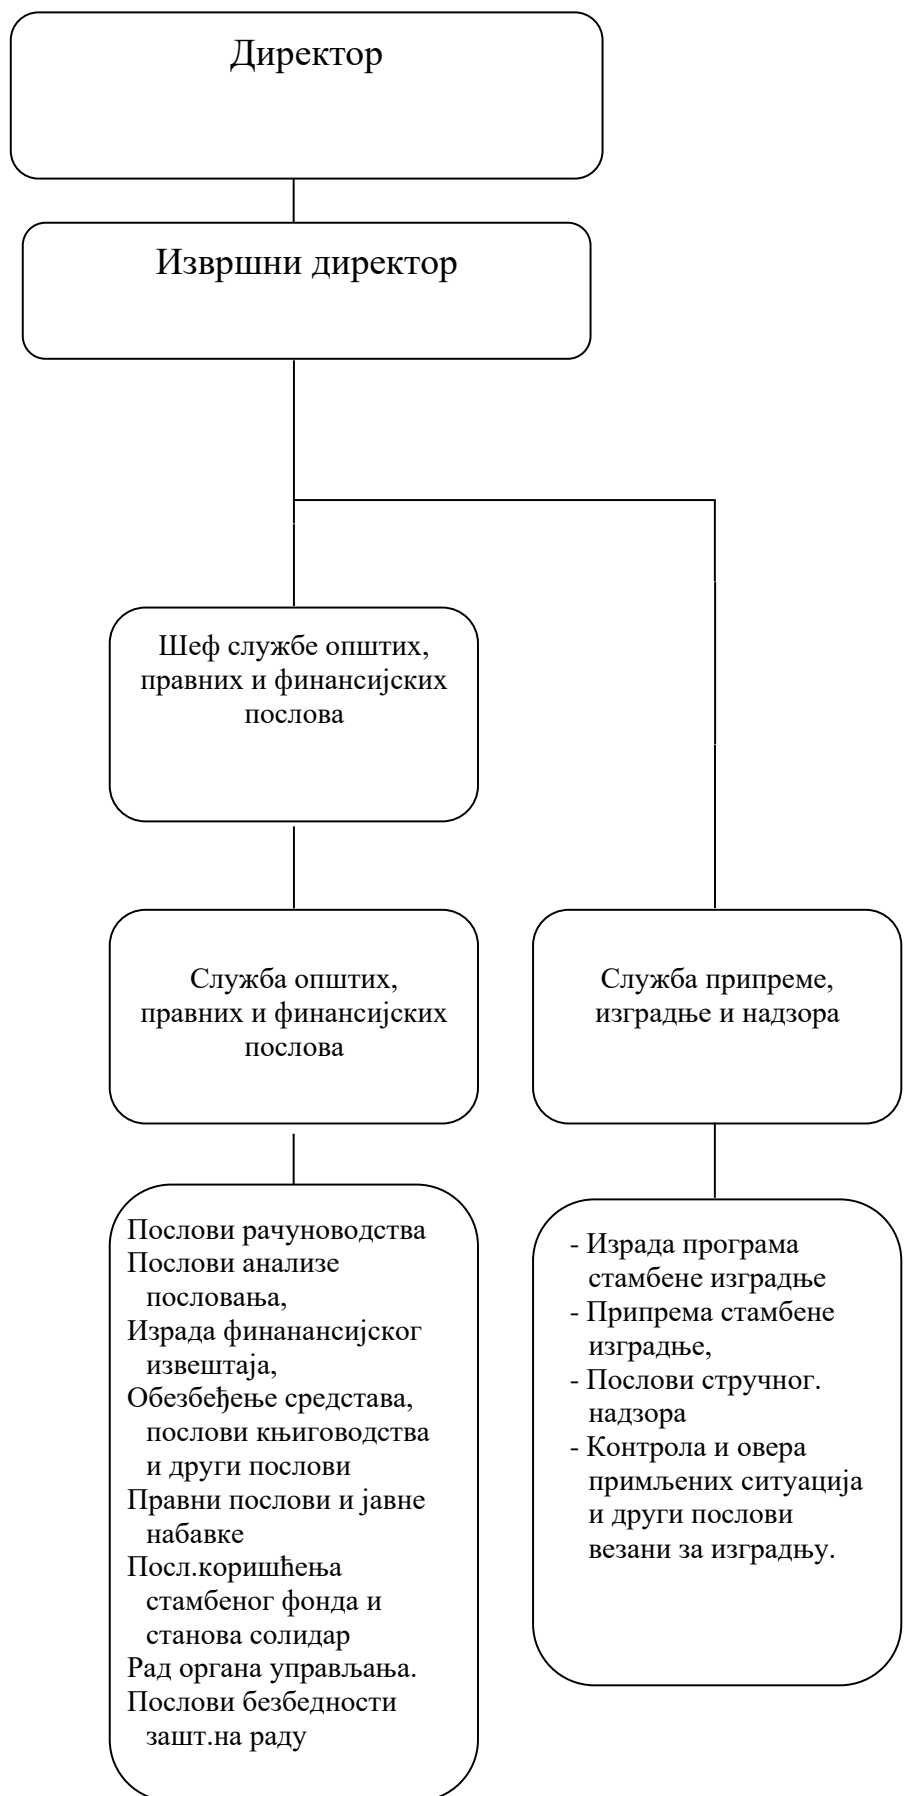 Директор
Извршни директор
Шеф службе општих,
правних и финансијских
послова
Служба општих,
правних и финансијских
послова
Служба припреме,
изградње и надзора
Послови рачуноводства
Послови анализе
пословања,
Израда финанансијског
извештаја,
Обезбеђење средстава,
послови књиговодства
и други послови
Правни послови и јавне
набавке
Посл.коришћења
стамбеног фонда и
станова солидар
Рад органа управљања.
Послови безбедности
зашт.на раду
- Израда програма
стамбене изградње
- Припрема стамбене
изградње,
- Послови стручног.
надзора
- Контрола и овера
примљених ситуација
и други послови
везани за изградњу.